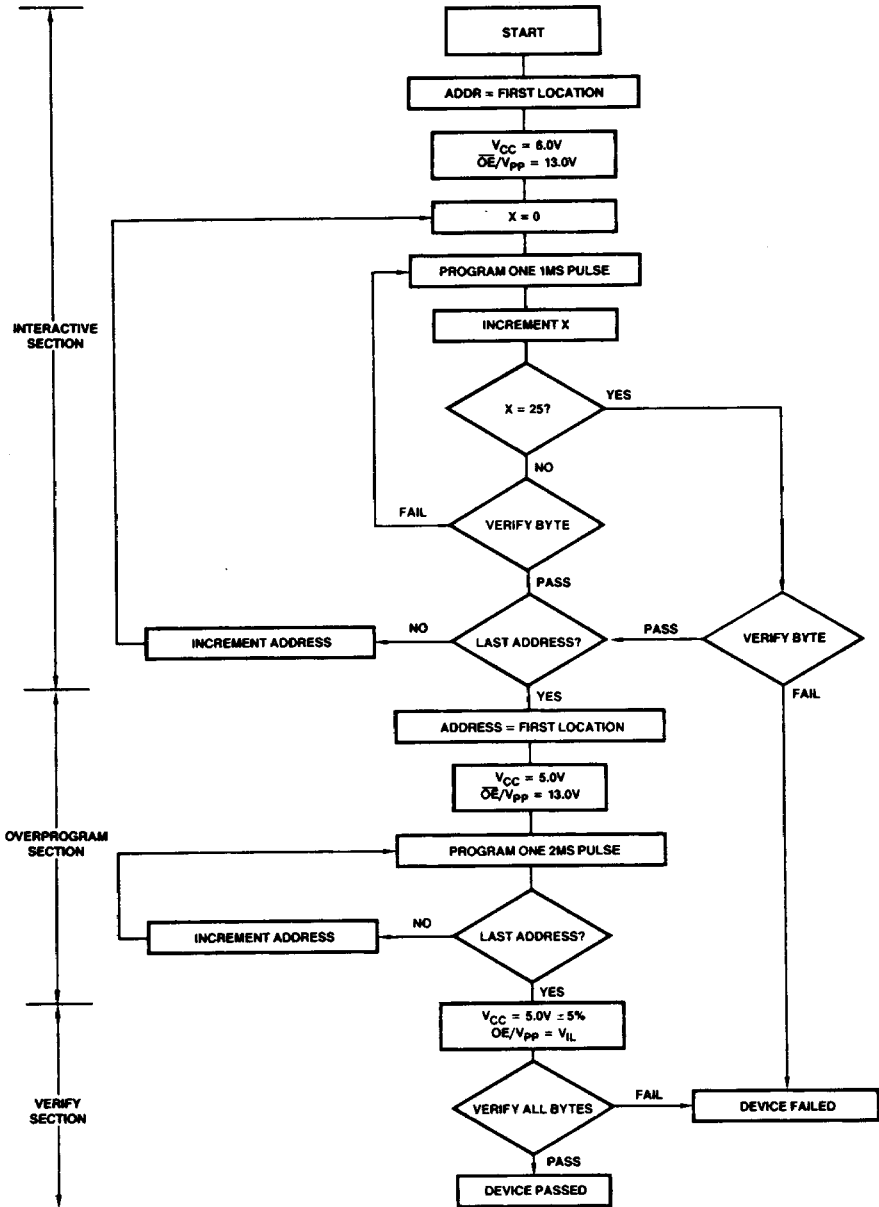 START
ADDR = FIRST LOCATION
VCC = 6.0V
O̅E̅/VPP = 13.0V
X = 0
PROGRAM ONE 1MS PULSE
INTERACTIVE
SECTION
INCREMENT X
X = 25?
YES
NO
FAIL
VERIFY BYTE
PASS
INCREMENT ADDRESS
NO
LAST ADDRESS?
PASS
VERIFY BYTE
YES
FAIL
ADDRESS = FIRST LOCATION
VCC = 5.0V
O̅E̅/VPP = 13.0V
OVERPROGRAM
SECTION
PROGRAM ONE 2MS PULSE
INCREMENT ADDRESS
NO
LAST ADDRESS?
YES
VCC = 5.0V ±5%
OE/VPP = VIL
VERIFY
SECTION
VERIFY ALL BYTES
FAIL
DEVICE FAILED
PASS
DEVICE PASSED